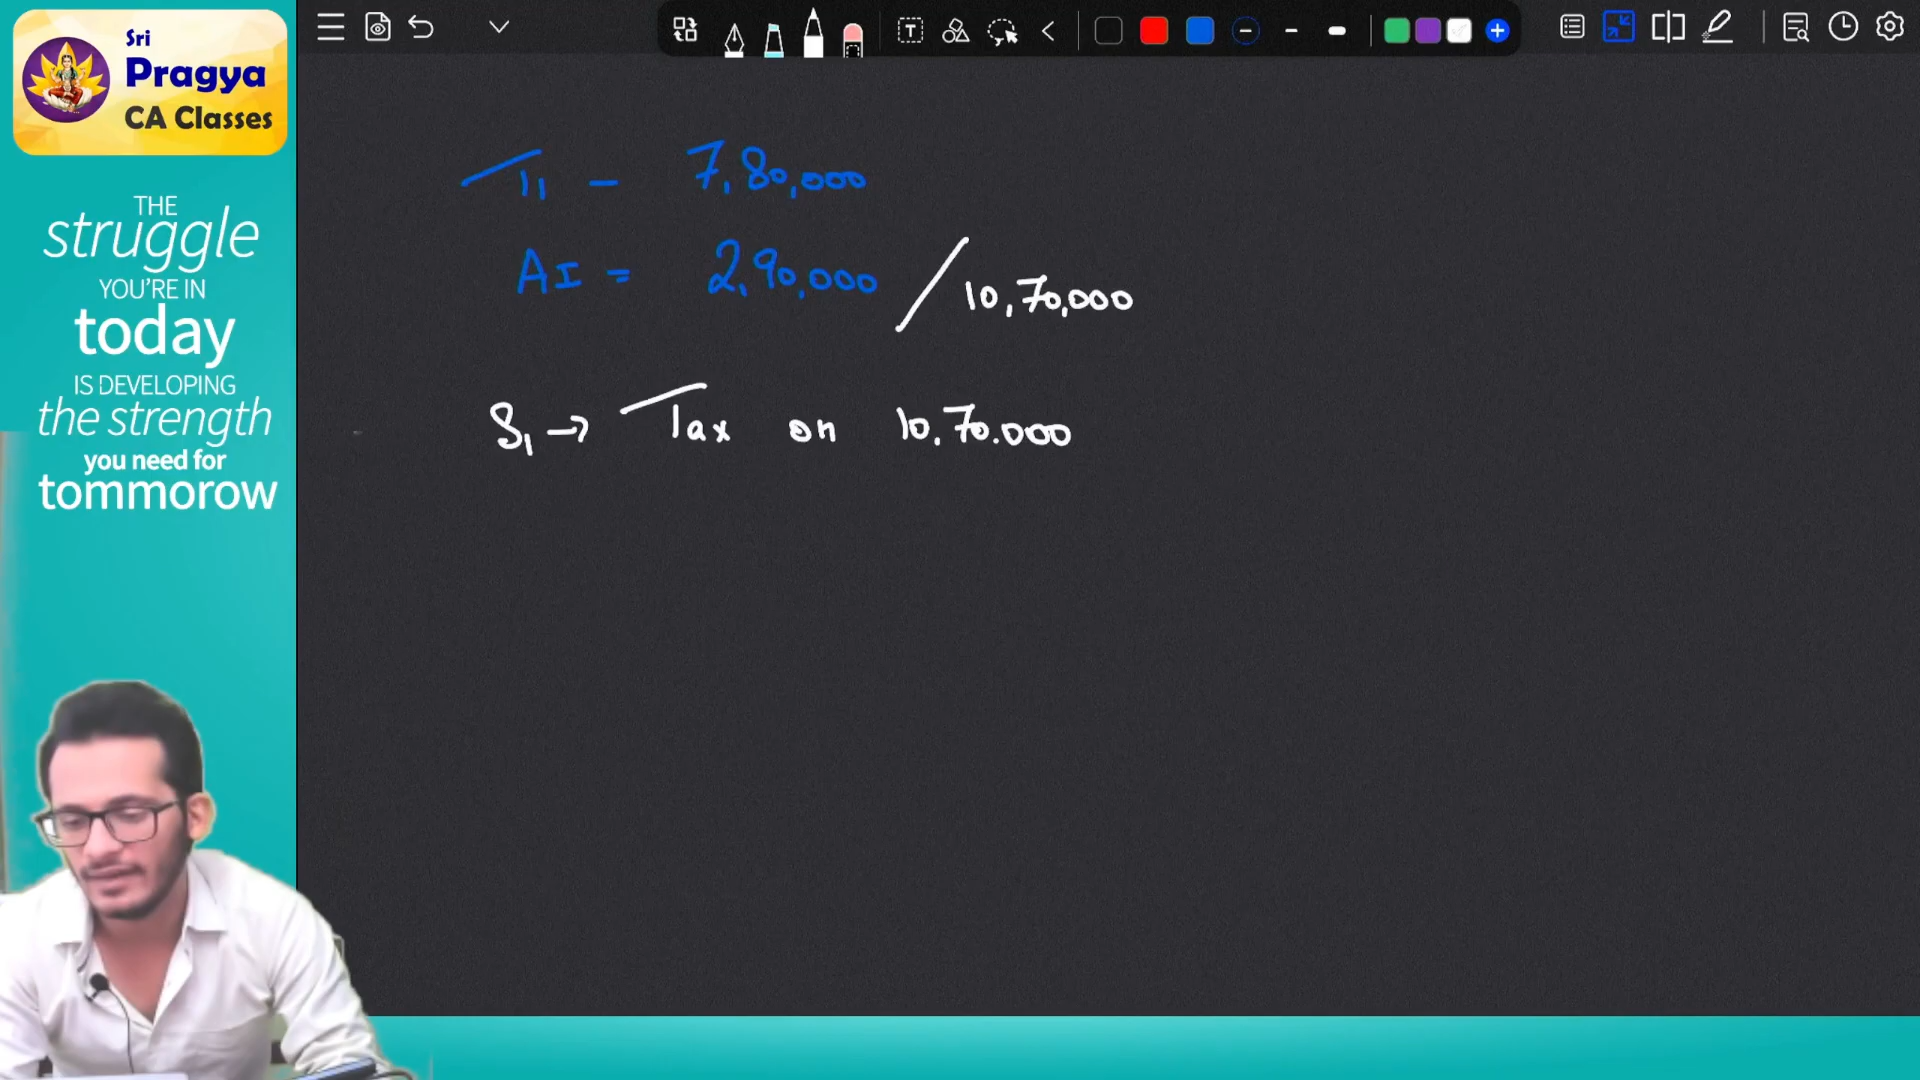 Sri
Pragya
CA Classes
THE
struggle
YOU'RE IN
today
IS DEVELOPING
the strength
you need for
tommorow
TI - 7,80,000
AI = 2,90,000 / 10,70,000
S1 → Tax on 10,70,000